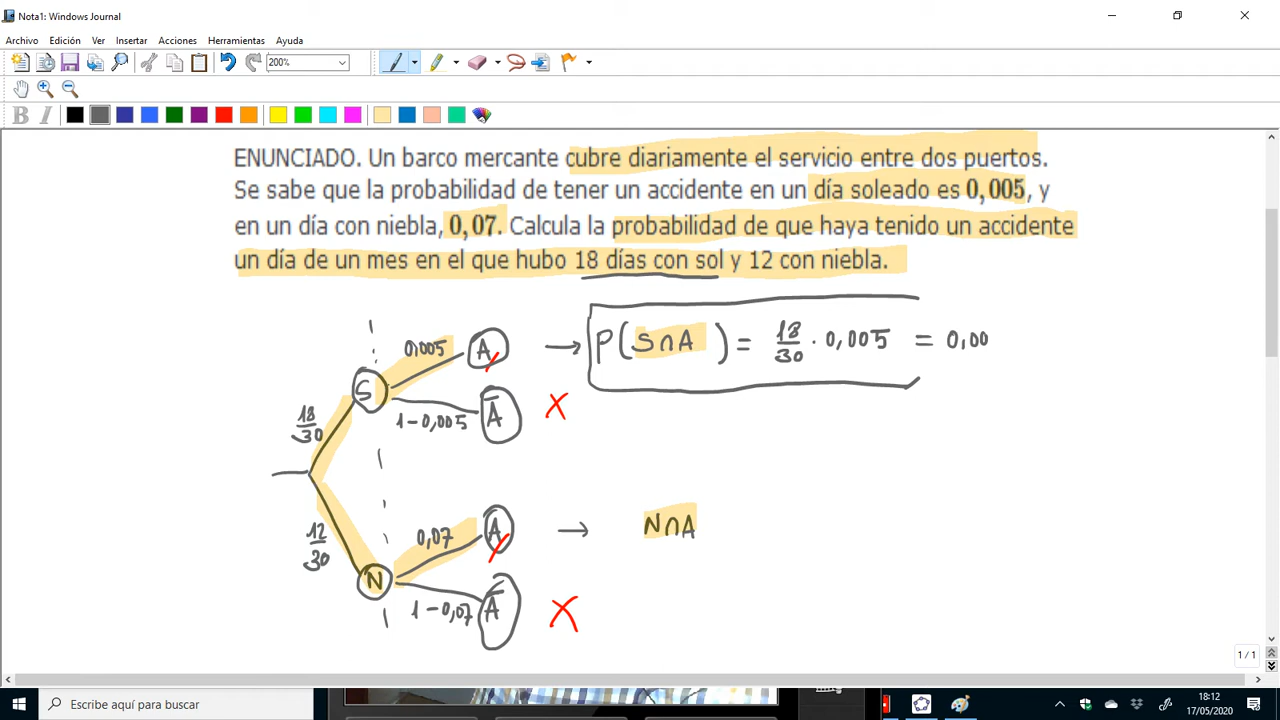 Nota1: Windows Journal
Archivo Edición Ver Insertar Acciones Herramientas Ayuda
200%
B I
ENUNCIADO. Un barco mercante cubre diariamente el servicio entre dos puertos.
Se sabe que la probabilidad de tener un accidente en un día soleado es 0,005, y
en un día con niebla, 0,07. Calcula la probabilidad de que haya tenido un accidente
un día de un mes en el que hubo 18 días con sol y 12 con niebla.
0,005 A → P(S∩A) = 18/30 · 0,005 = 0,00
S
18/30 1-0,005 Ā X
12/30 0,07 A → N∩A
N
1-0,07 Ā X
1 / 1
Escribe aquí para buscar
18:12
17/05/2020